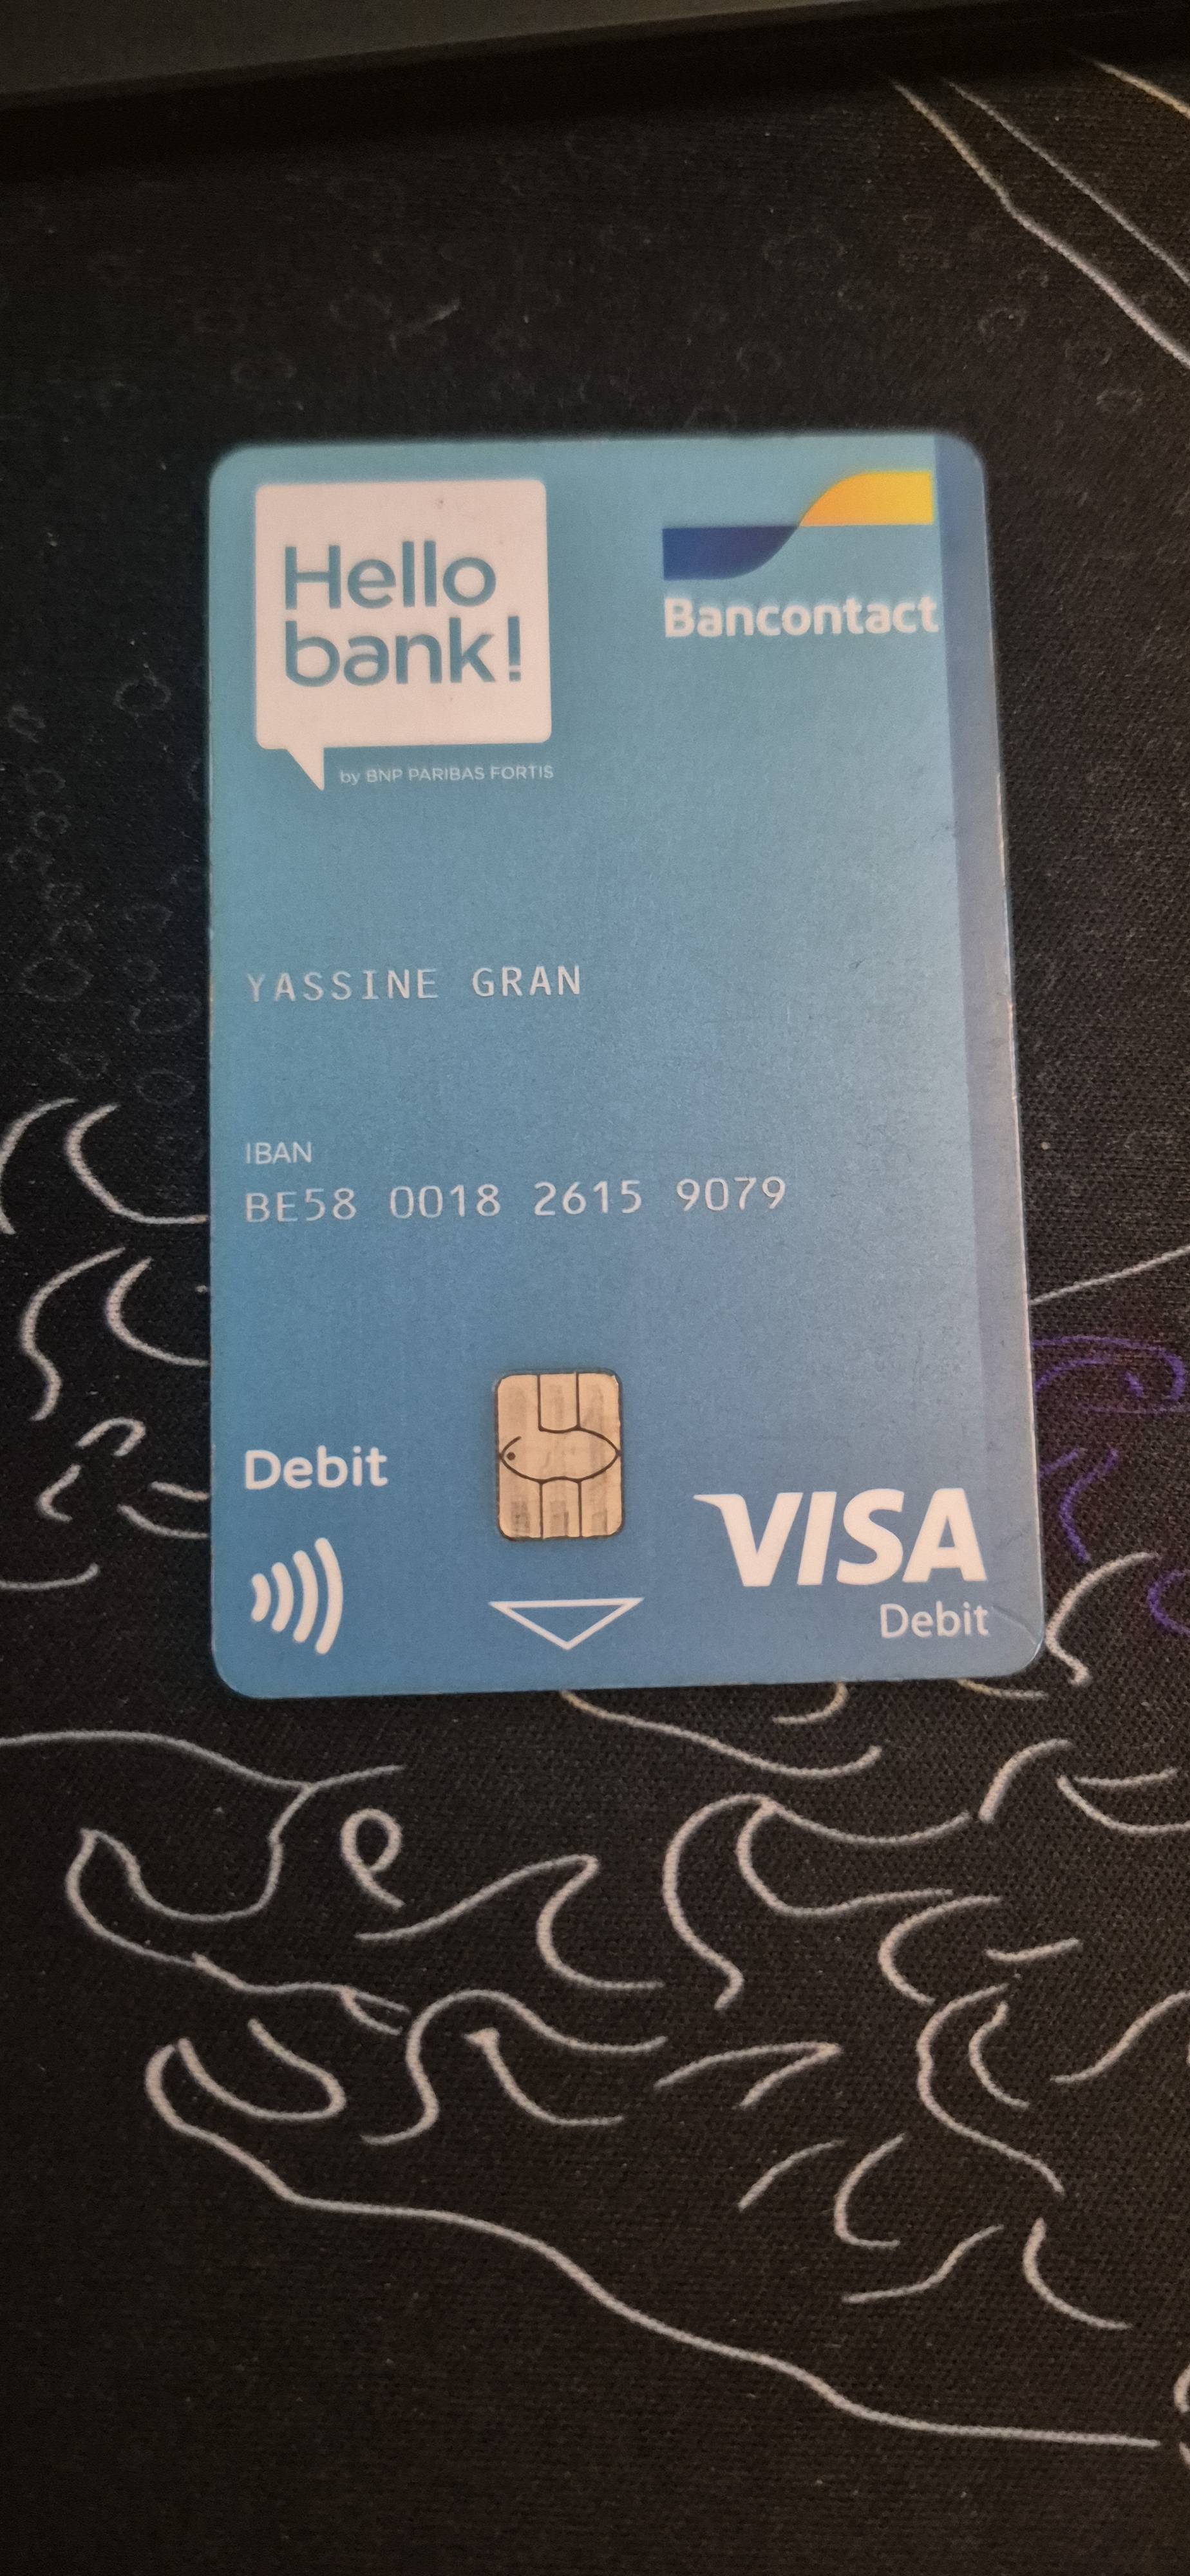 Hello
bank!
by BNP PARIBAS FORTIS
Bancontact
YASSINE GRAN
IBAN
BE58 0018 2615 9079
Debit
VISA
Debit